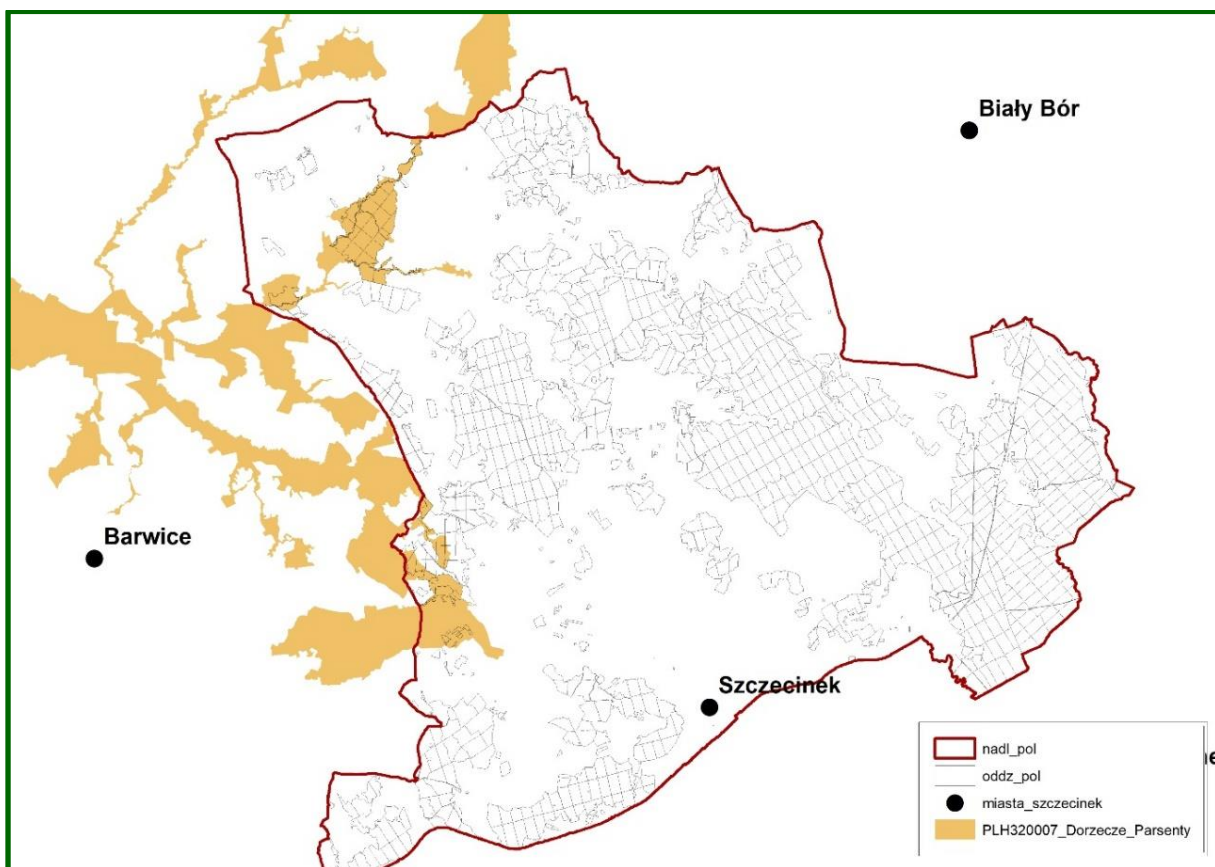 Biały Bór
Barwice
Szczecinek
nadl_pol
oddz_pol
miasta_szczecinek
PLH320007_Dorzecze_Parsenty